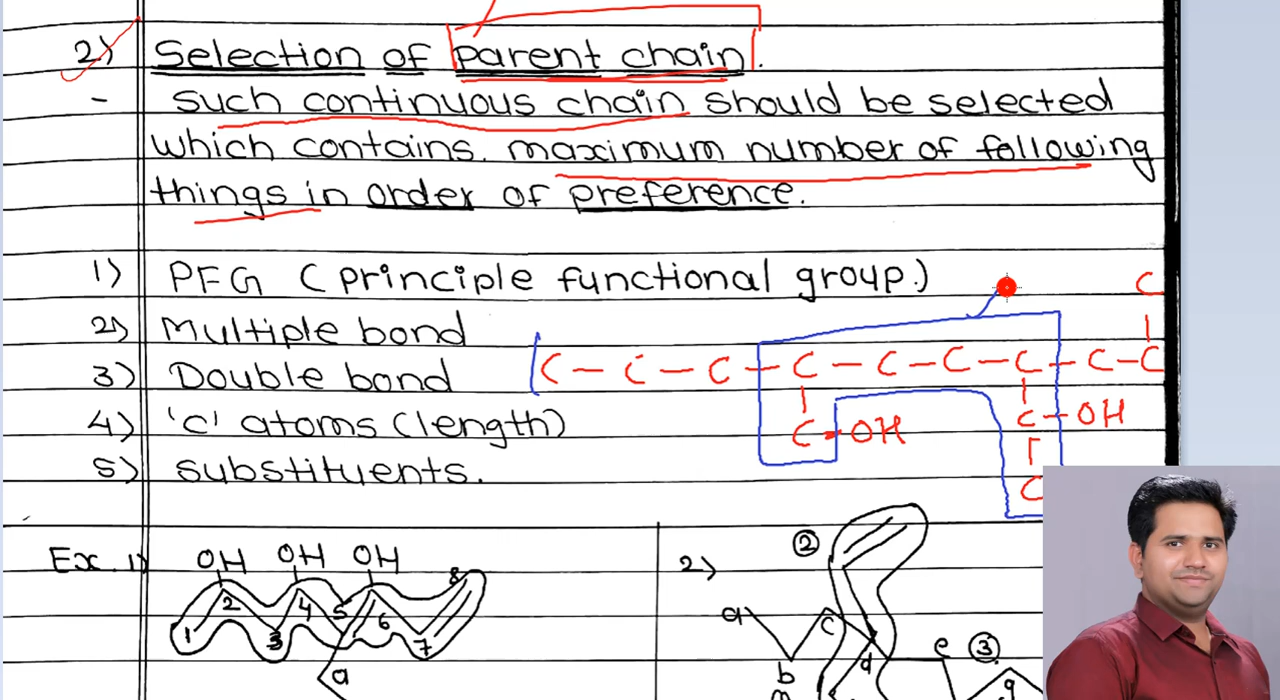 2) Selection of parent chain.
- such continuous chain should be selected
which contains. maximum number of following
things in order of preference.
1) PFG (principle functional group.)
C
2) Multiple bond
C - C - C - C - C - C - C - C - C
3) Double bond
4) 'c' atoms (length)
C - OH C - OH
5) substituents.
C
Ex. 1) OH OH OH
1 2 3 4 5 6 7 8
a
2) ②
a b c d e ③ g